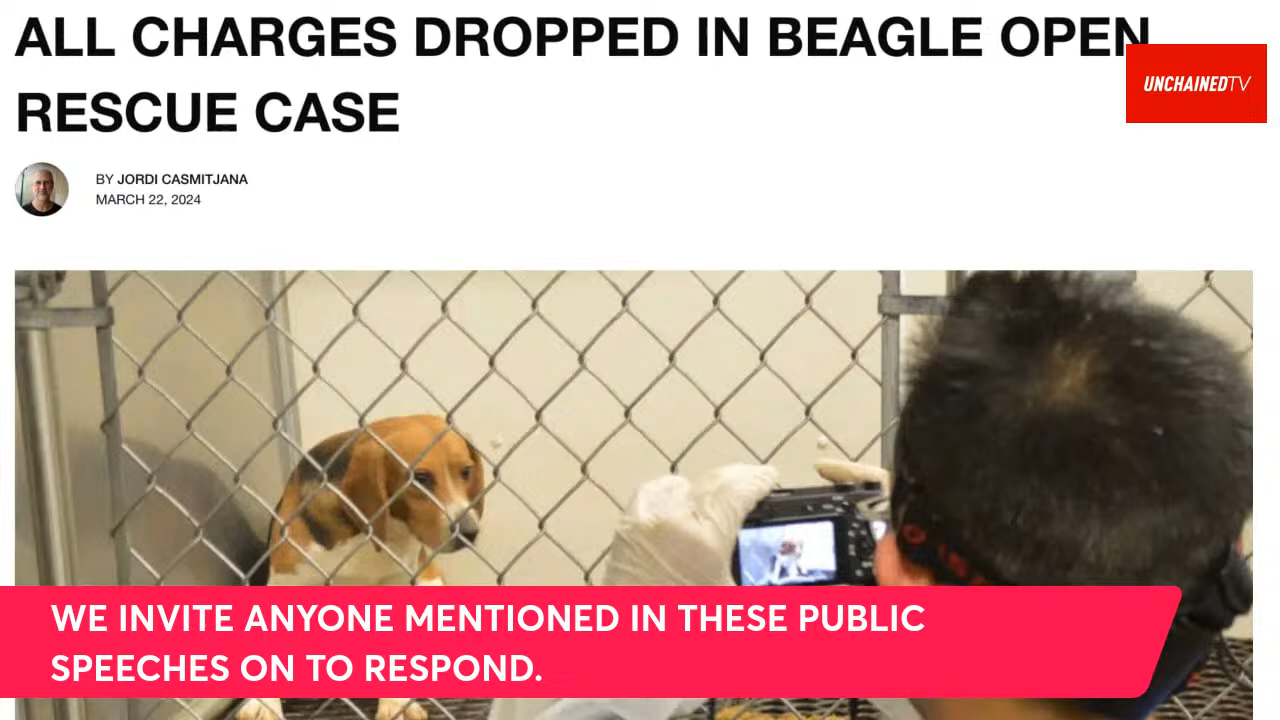 ALL CHARGES DROPPED IN BEAGLE OPEN
RESCUE CASE
UNCHAINEDTV
BY JORDI CASMITJANA
MARCH 22, 2024
WE INVITE ANYONE MENTIONED IN THESE PUBLIC
SPEECHES ON TO RESPOND.